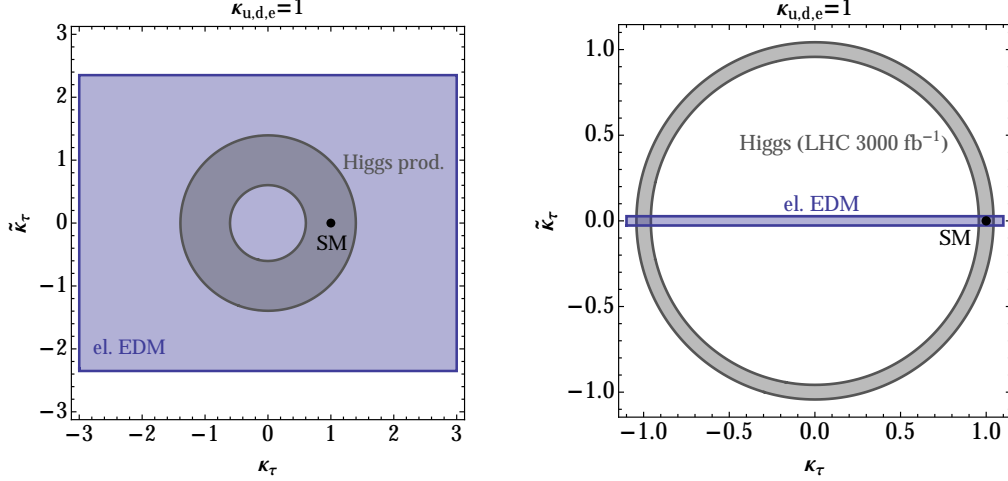 κu,d,e=1
3
2
1
0
−1
−2
−3
κ̃τ
Higgs prod.
SM
el. EDM
−3 −2 −1 0 1 2 3
κτ
κu,d,e=1
1.0
0.5
0.0
−0.5
−1.0
κ̃τ
Higgs (LHC 3000 fb⁻¹)
el. EDM
SM
−1.0 −0.5 0.0 0.5 1.0
κτ